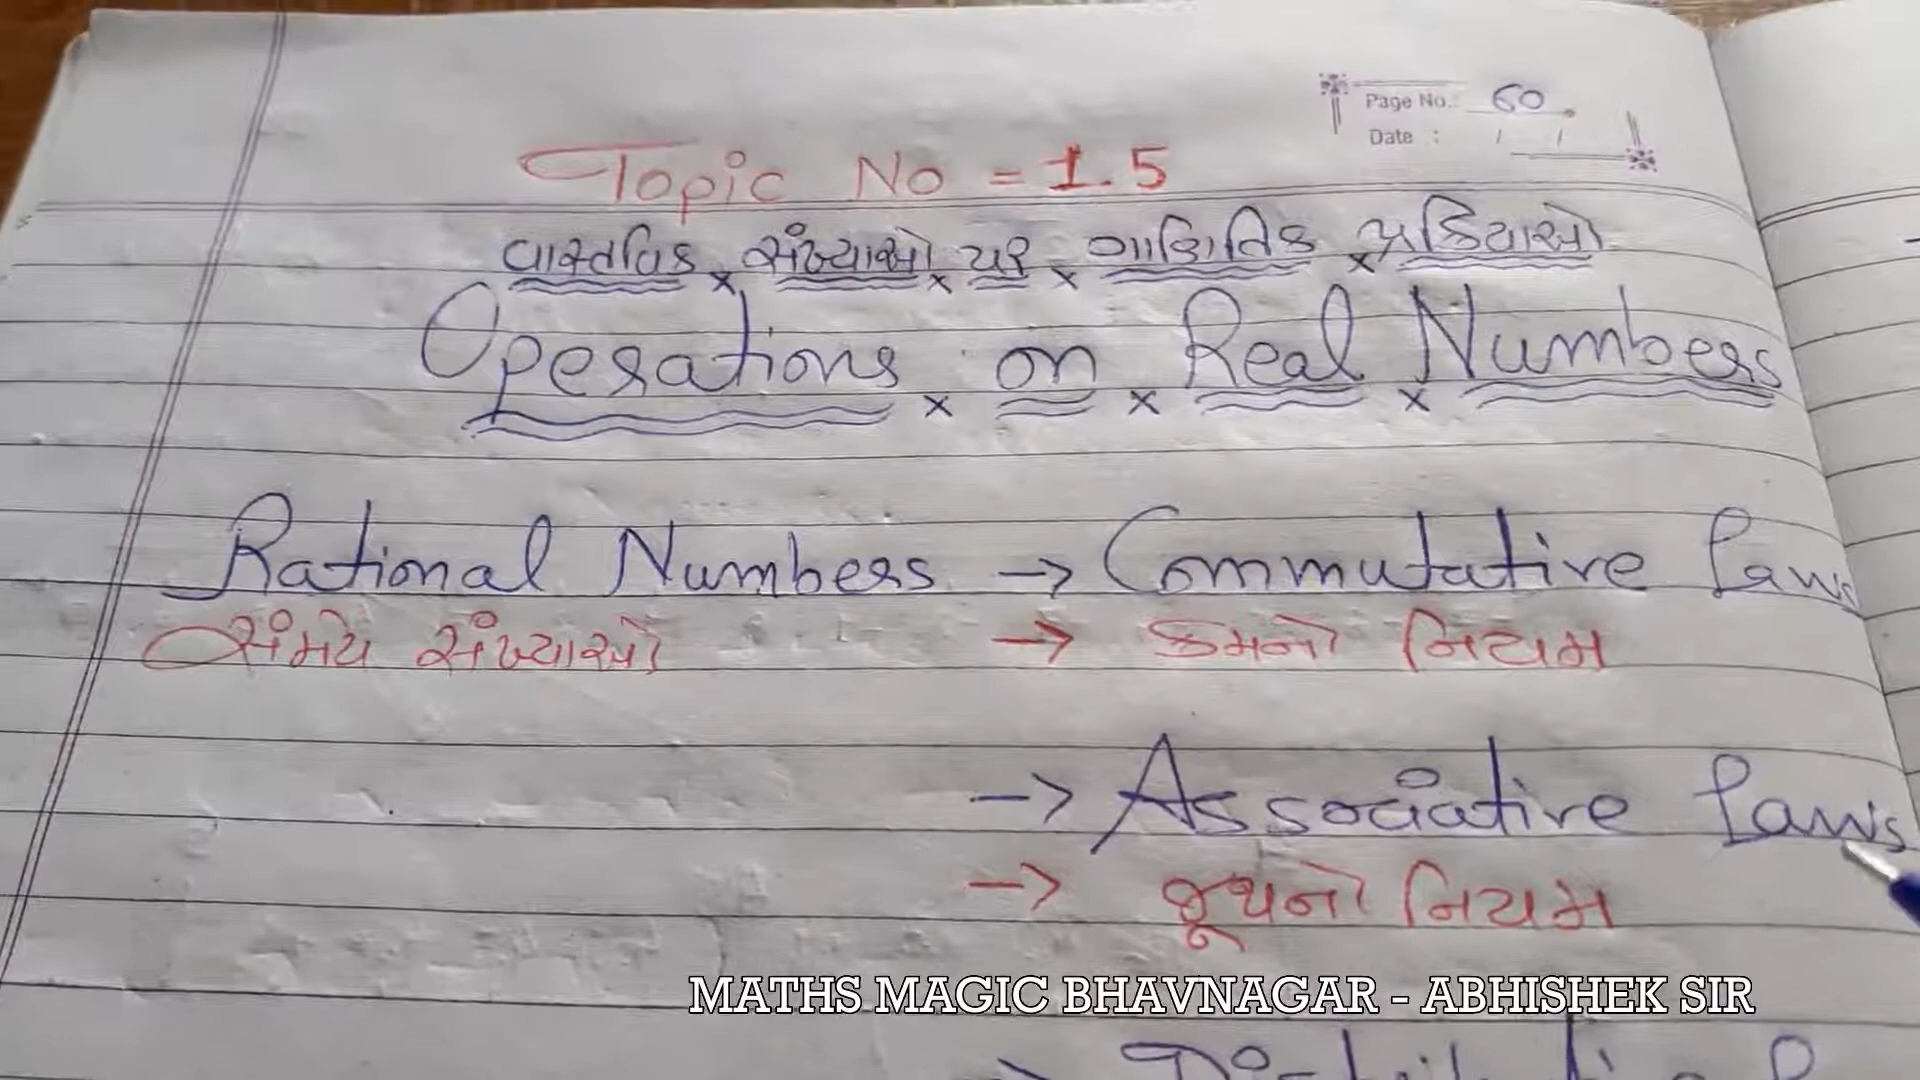 Page No.: 60
Date : / /
Topic No = 1.5
વાસ્તવિક સંખ્યાઓ પર ગાણિતિક પ્રક્રિયાઓ
Operations on Real Numbers
Rational Numbers → Commutative Laws
સંમેય સંખ્યાઓ → ક્રમનો નિયમ
→ Associative Laws
→ જૂથનો નિયમ
MATHS MAGIC BHAVNAGAR - ABHISHEK SIR